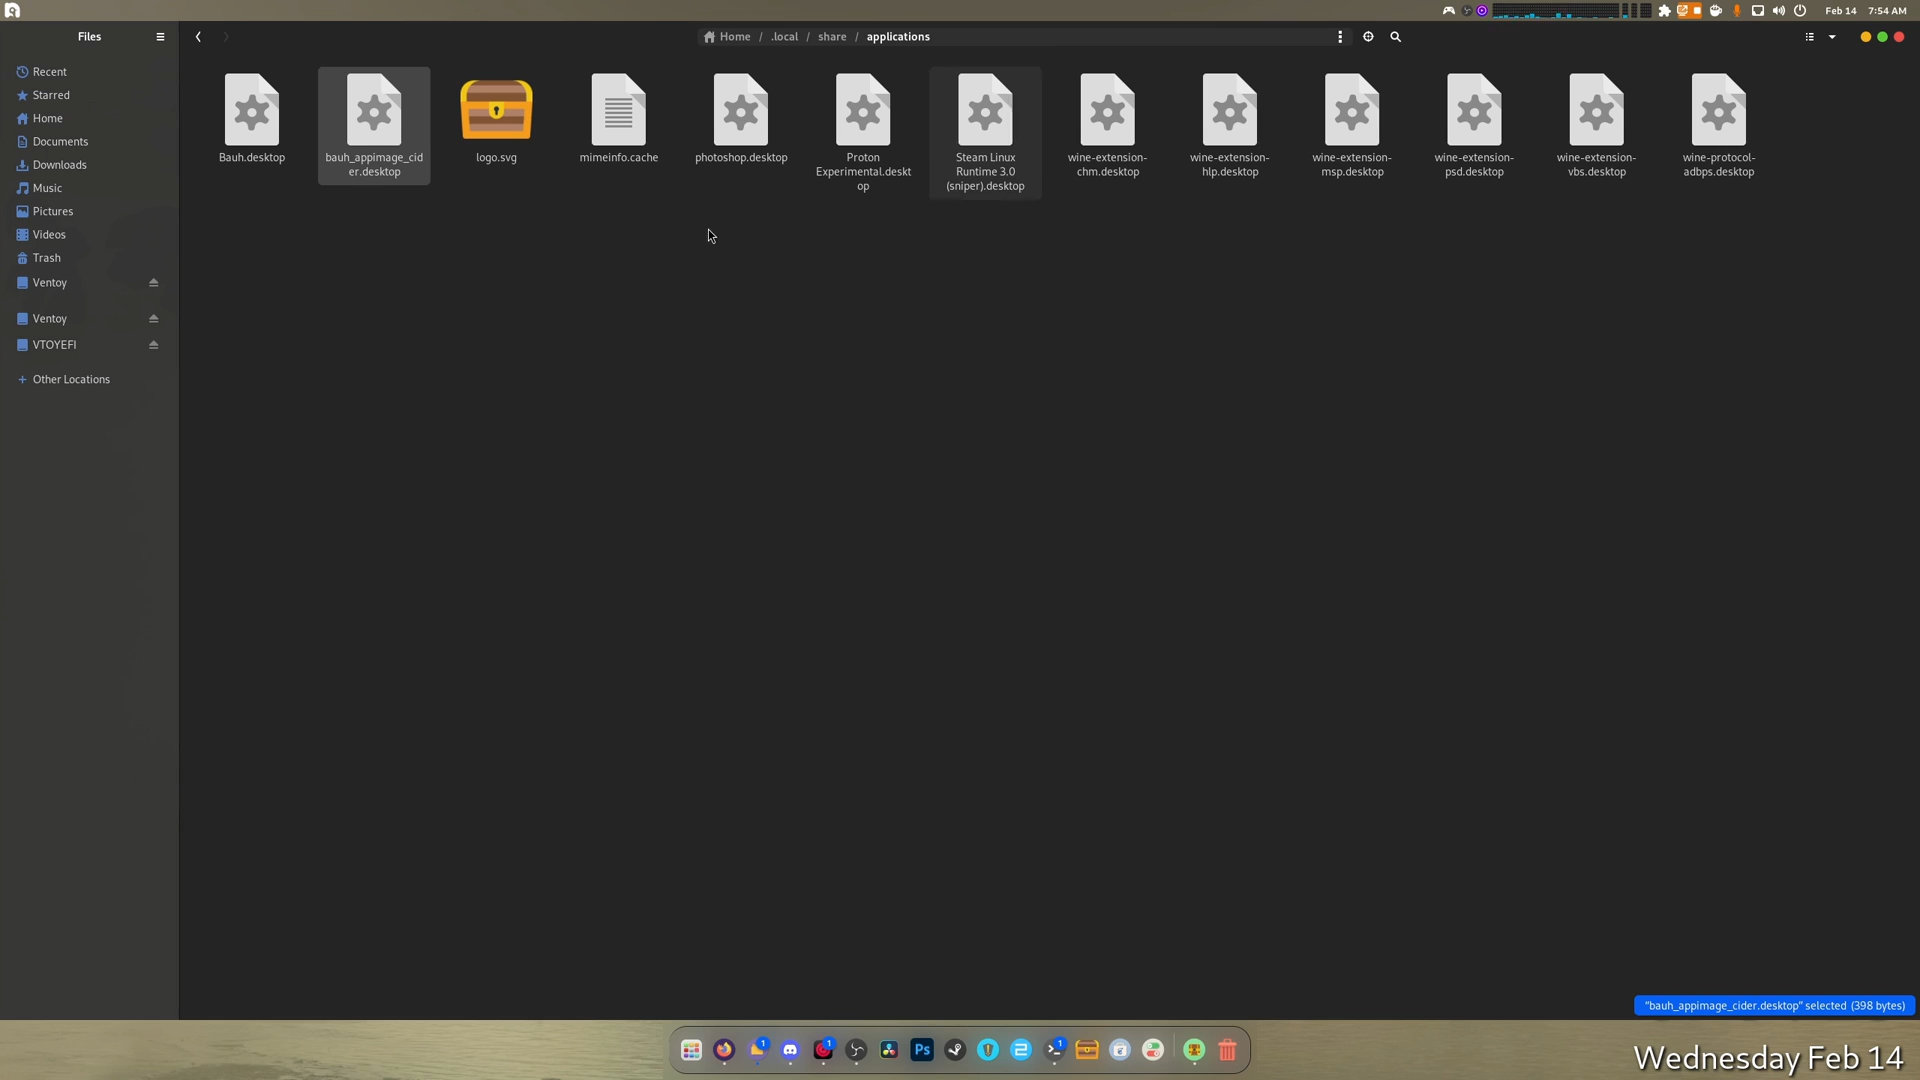 Feb 14 7:54 AM
Files
Home / .local / share / applications
Recent
Starred
Home
Documents
Downloads
Music
Pictures
Videos
Trash
Ventoy
Ventoy
VTOYEFI
Other Locations
Bauh.desktop
bauh_appimage_cid
er.desktop
logo.svg
mimeinfo.cache
photoshop.desktop
Proton
Experimental.deskt
op
Steam Linux
Runtime 3.0
(sniper).desktop
wine-extension-
chm.desktop
wine-extension-
hlp.desktop
wine-extension-
msp.desktop
wine-extension-
psd.desktop
wine-extension-
vbs.desktop
wine-protocol-
adbps.desktop
"bauh_appimage_cider.desktop" selected (398 bytes)
1
1
Ps
1
Wednesday Feb 14